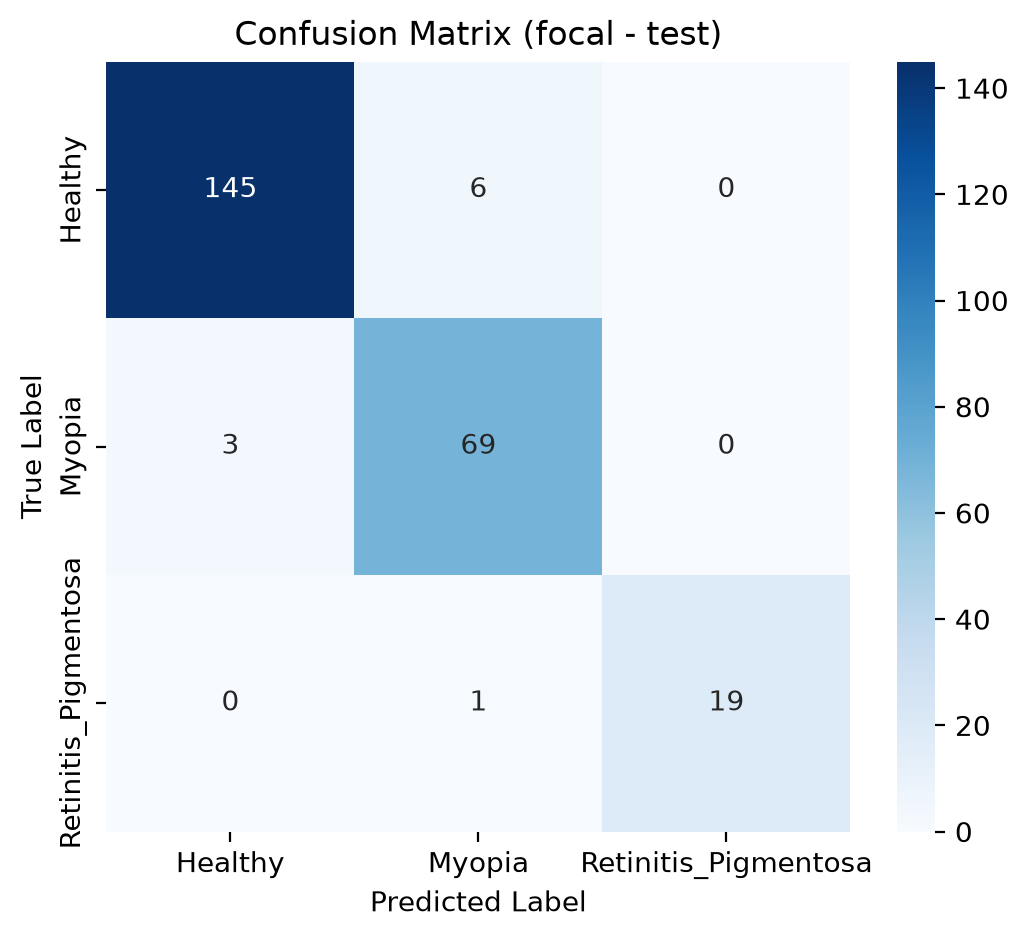 Confusion Matrix (focal - test)
True Label
Healthy
145
6
0
Myopia
3
69
0
Retinitis_Pigmentosa
0
1
19
Healthy
Myopia
Retinitis_Pigmentosa
Predicted Label
140
120
100
80
60
40
20
0